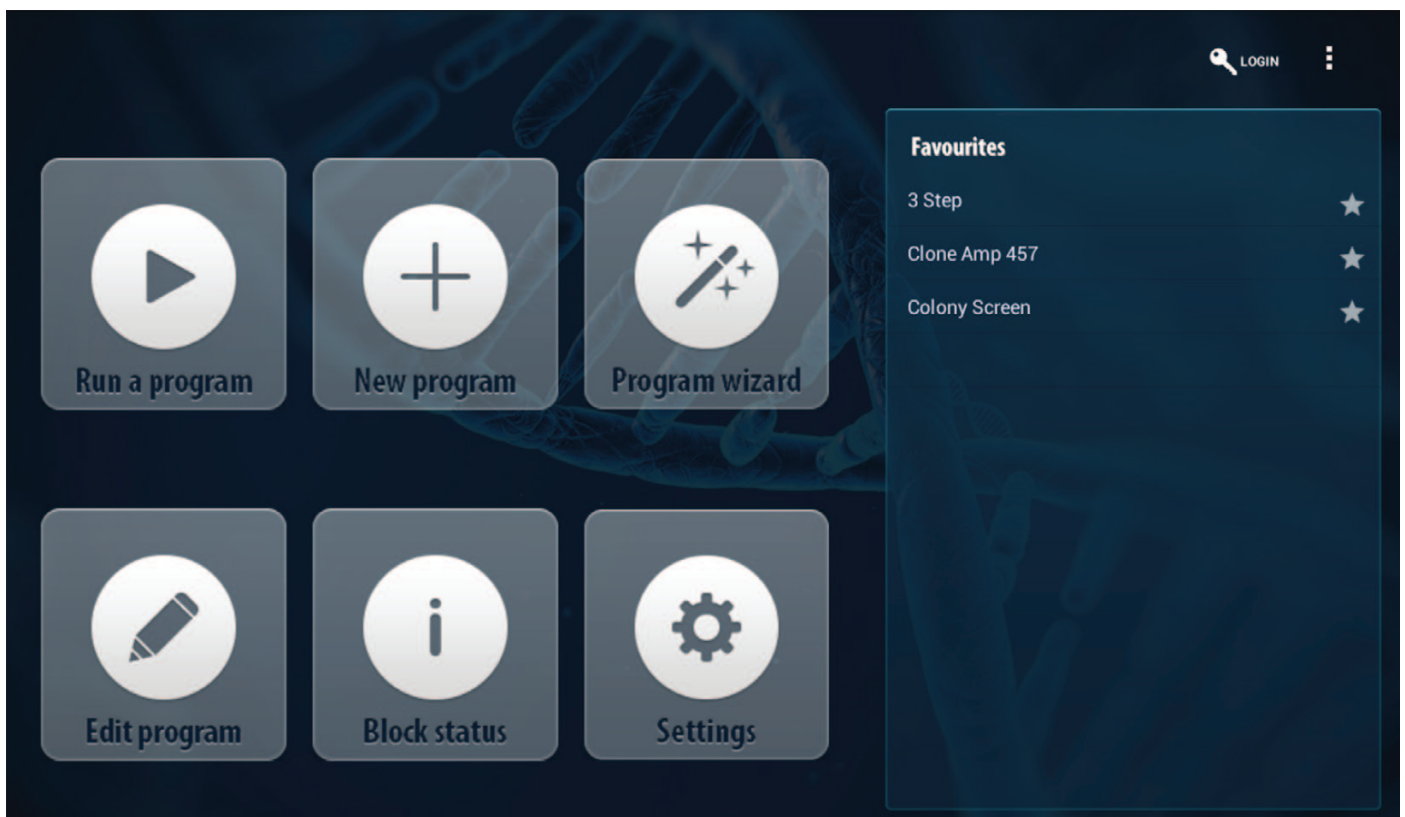 LOGIN
Run a program
New program
Program wizard
Edit program
Block status
Settings
Favourites
3 Step
Clone Amp 457
Colony Screen